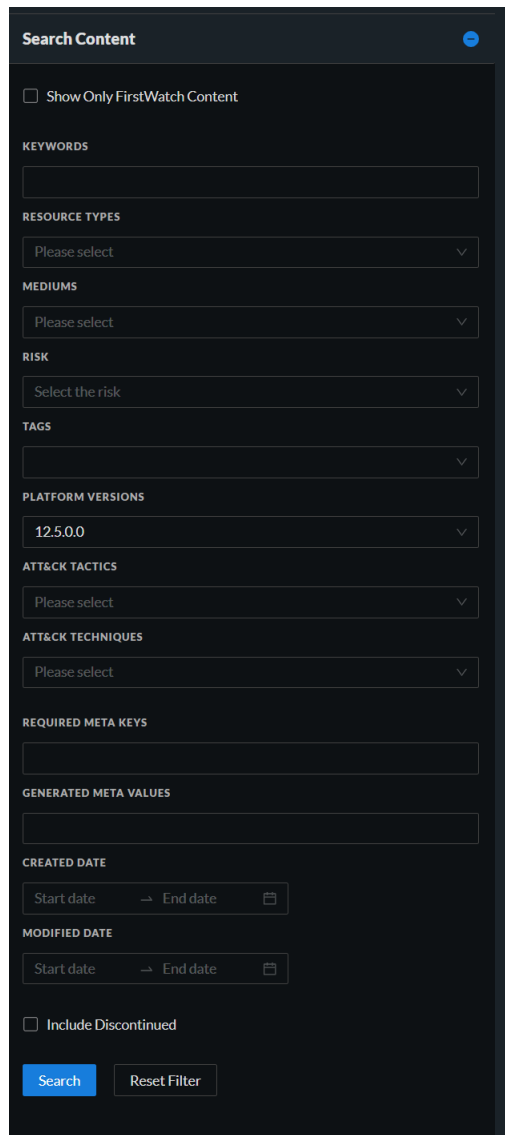 Search Content
Show Only FirstWatch Content
KEYWORDS
RESOURCE TYPES
Please select
MEDIUMS
Please select
RISK
Select the risk
TAGS
PLATFORM VERSIONS
12.5.0.0
ATT&CK TACTICS
Please select
ATT&CK TECHNIQUES
Please select
REQUIRED META KEYS
GENERATED META VALUES
CREATED DATE
Start date → End date
MODIFIED DATE
Start date → End date
Include Discontinued
Search Reset Filter